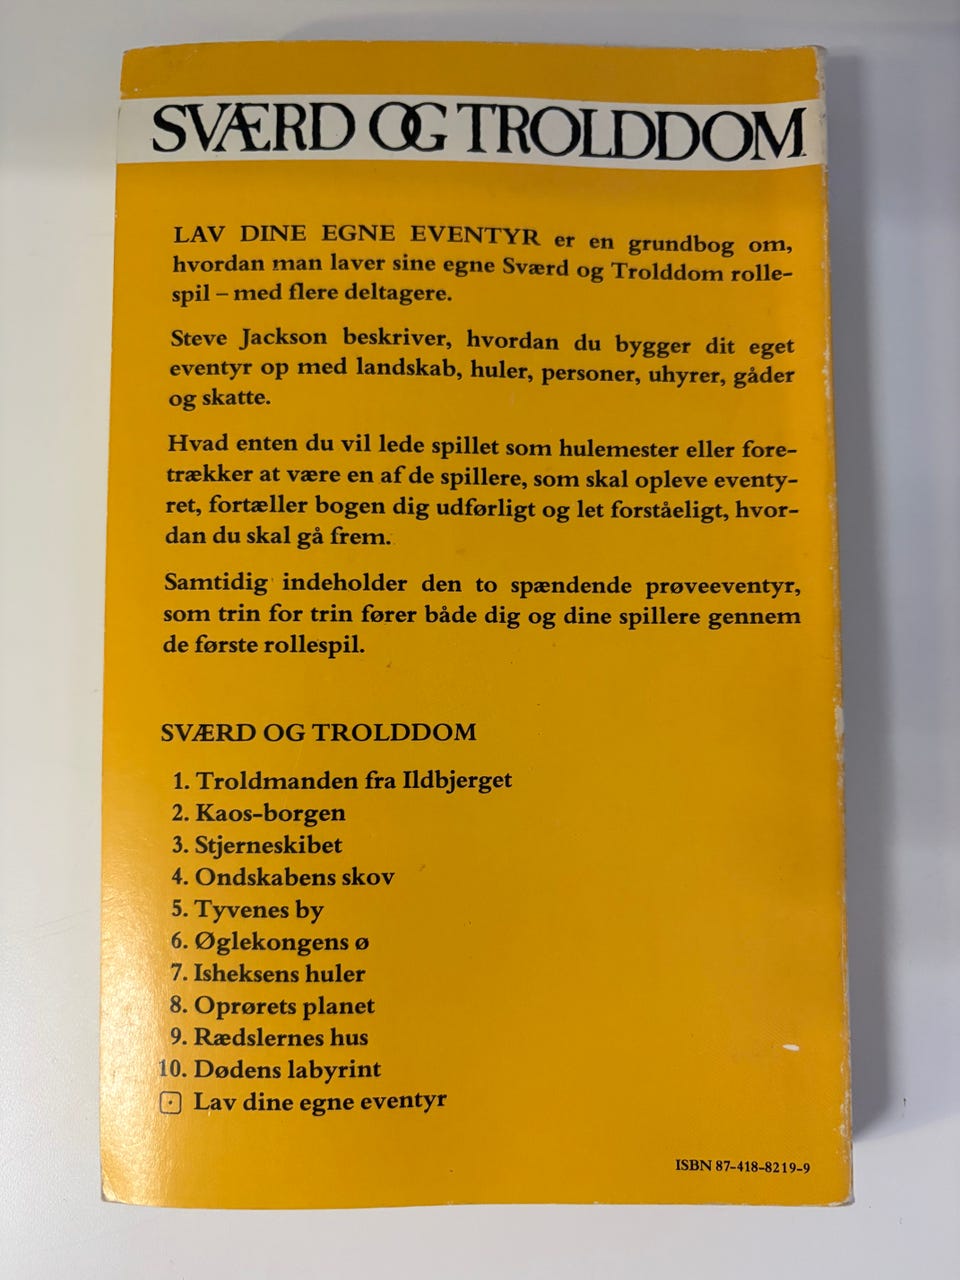 SVÆRD OG TROLDDOM
LAV DINE EGNE EVENTYR er en grundbog om,
hvordan man laver sine egne Sværd og Trolddom rolle-
spil – med flere deltagere.
Steve Jackson beskriver, hvordan du bygger dit eget
eventyr op med landskab, huler, personer, uhyrer, gåder
og skatte.
Hvad enten du vil lede spillet som hulemester eller fore-
trækker at være en af de spillere, som skal opleve eventy-
ret, fortæller bogen dig udførligt og let forståeligt, hvor-
dan du skal gå frem.
Samtidig indeholder den to spændende prøveeventyr,
som trin for trin fører både dig og dine spillere gennem
de første rollespil.
SVÆRD OG TROLDDOM
1. Troldmanden fra Ildbjerget
2. Kaos-borgen
3. Stjerneskibet
4. Ondskabens skov
5. Tyvenes by
6. Øglekongens ø
7. Isheksens huler
8. Oprørets planet
9. Rædslernes hus
10. Dødens labyrint
⚀ Lav dine egne eventyr
ISBN 87-418-8219-9